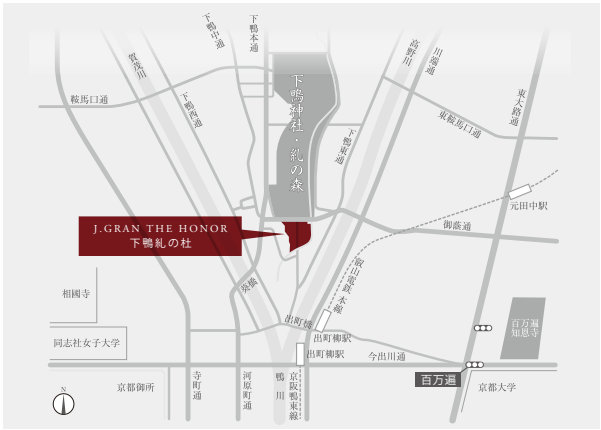 下鴨本通
下鴨中通
賀茂川
高野川
川端通
鞍馬口通
下鴨西通
下鴨神社・糺の森
下鴨東通
東大路通
東鞍馬口通
元田中駅
J.GRAN THE HONOR
下鴨糺の杜
御蔭通
叡山電鉄本線
葵橋
相國寺
出町橋
出町柳駅
百万遍
知恩寺
同志社女子大学
出町柳駅
今出川通
百万遍
京都御所
寺町通
河原町通
鴨川
京阪鴨東線
京都大学
N